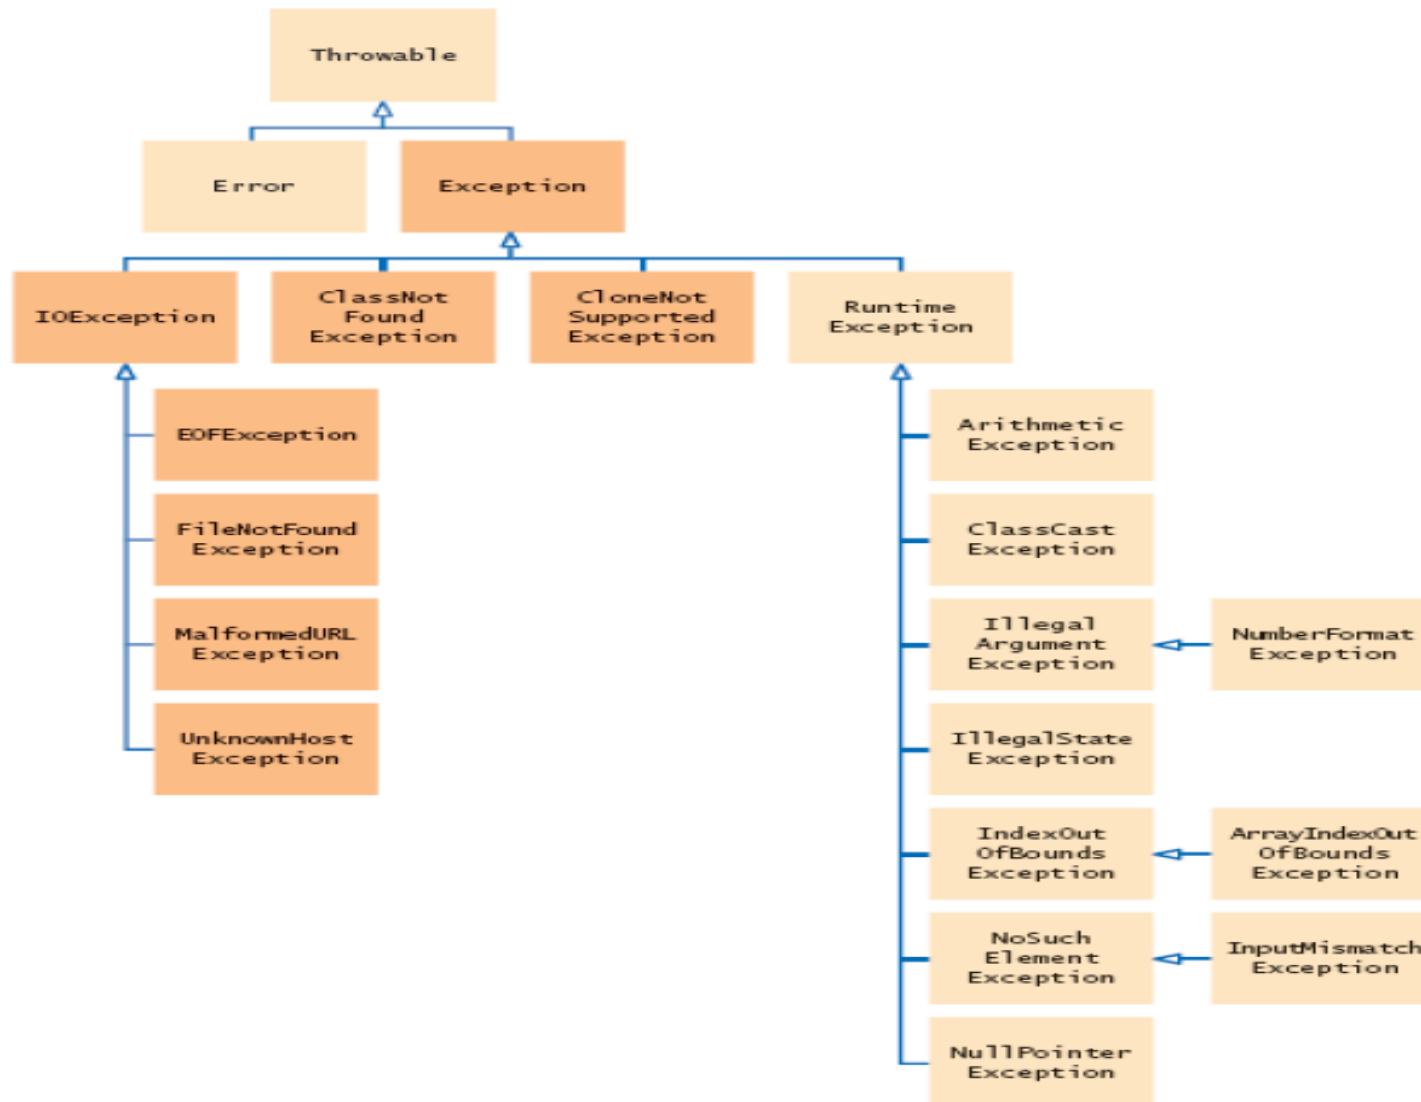 Throwable
Error
Exception
IOException
ClassNot
Found
Exception
CloneNot
Supported
Exception
Runtime
Exception
EOFException
FileNotFound
Exception
MalformedURL
Exception
UnknownHost
Exception
Arithmetic
Exception
ClassCast
Exception
Illegal
Argument
Exception
NumberFormat
Exception
IllegalState
Exception
IndexOut
OfBounds
Exception
ArrayIndexOut
OfBounds
Exception
NoSuch
Element
Exception
InputMismatch
Exception
NullPointer
Exception